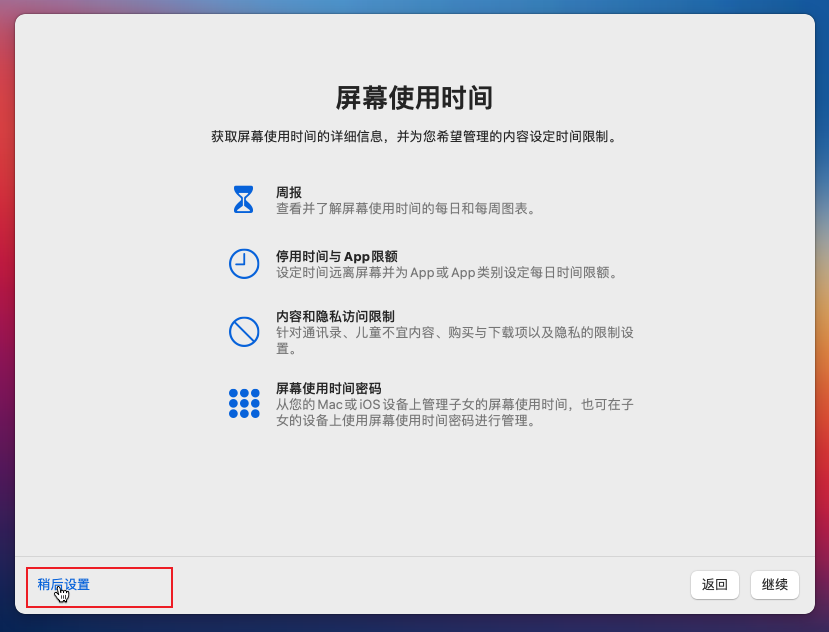 屏幕使用时间
获取屏幕使用时间的详细信息，并为您希望管理的内容设定时间限制。
周报
查看并了解屏幕使用时间的每日和每周图表。
停用时间与App限额
设定时间远离屏幕并为App或App类别设定每日时间限额。
内容和隐私访问限制
针对通讯录、儿童不宜内容、购买与下载项以及隐私的限制设
置。
屏幕使用时间密码
从您的Mac或iOS设备上管理子女的屏幕使用时间，也可在子
女的设备上使用屏幕使用时间密码进行管理。
稍后设置
返回
继续